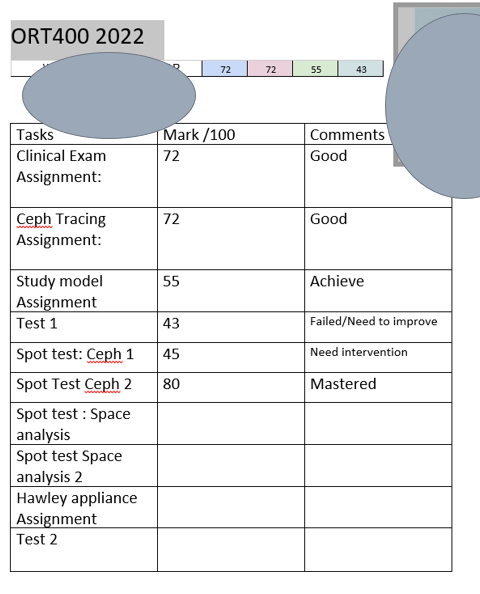 ORT400 2022
72 72 55 43
Tasks Mark /100 Comments
Clinical Exam 72 Good
Assignment:
Ceph Tracing 72 Good
Assignment:
Study model 55 Achieve
Assignment
Test 1 43 Failed/Need to improve
Spot test: Ceph 1 45 Need intervention
Spot Test Ceph 2 80 Mastered
Spot test : Space
analysis
Spot test Space
analysis 2
Hawley appliance
Assignment
Test 2